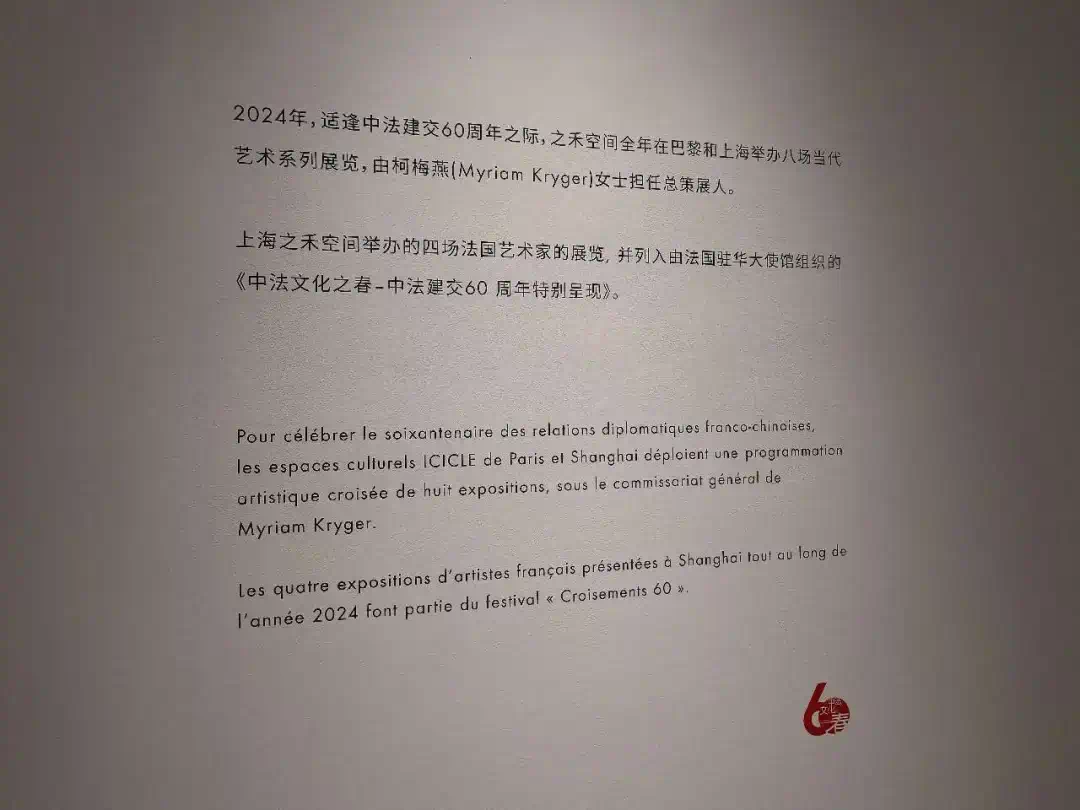 2024年，适逢中法建交60周年之际，之禾空间全年在巴黎和上海举办八场当代
艺术系列展览，由柯梅燕(Myriam Kryger)女士担任总策展人。
上海之禾空间举办的四场法国艺术家的展览, 并列入由法国驻华大使馆组织的
《中法文化之春-中法建交60 周年特别呈现》。
Pour célébrer le soixantenaire des relations diplomatiques franco-chinoises,
les espaces culturels ICICLE de Paris et Shanghai déploient une programmation
artistique croisée de huit expositions, sous le commissariat général de
Myriam Kryger.
Les quatre expositions d'artistes français présentées à Shanghai tout au long de
l'année 2024 font partie du festival « Croisements 60 ».
6
春